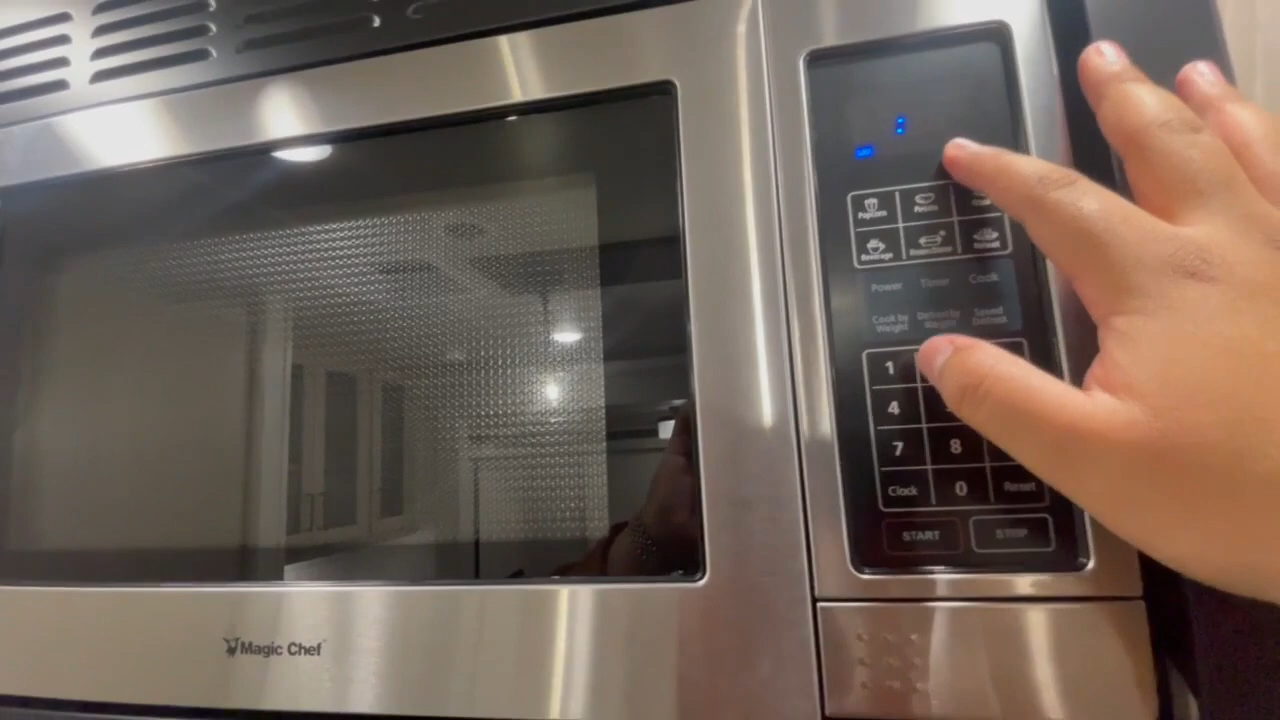 Popcorn Potato
Beverage Reheat
Power Timer Cook
Cook by Weight Defrost by Weight Speed Defrost
1
4
7 8
Clock 0 Reset
START STOP
Magic Chef